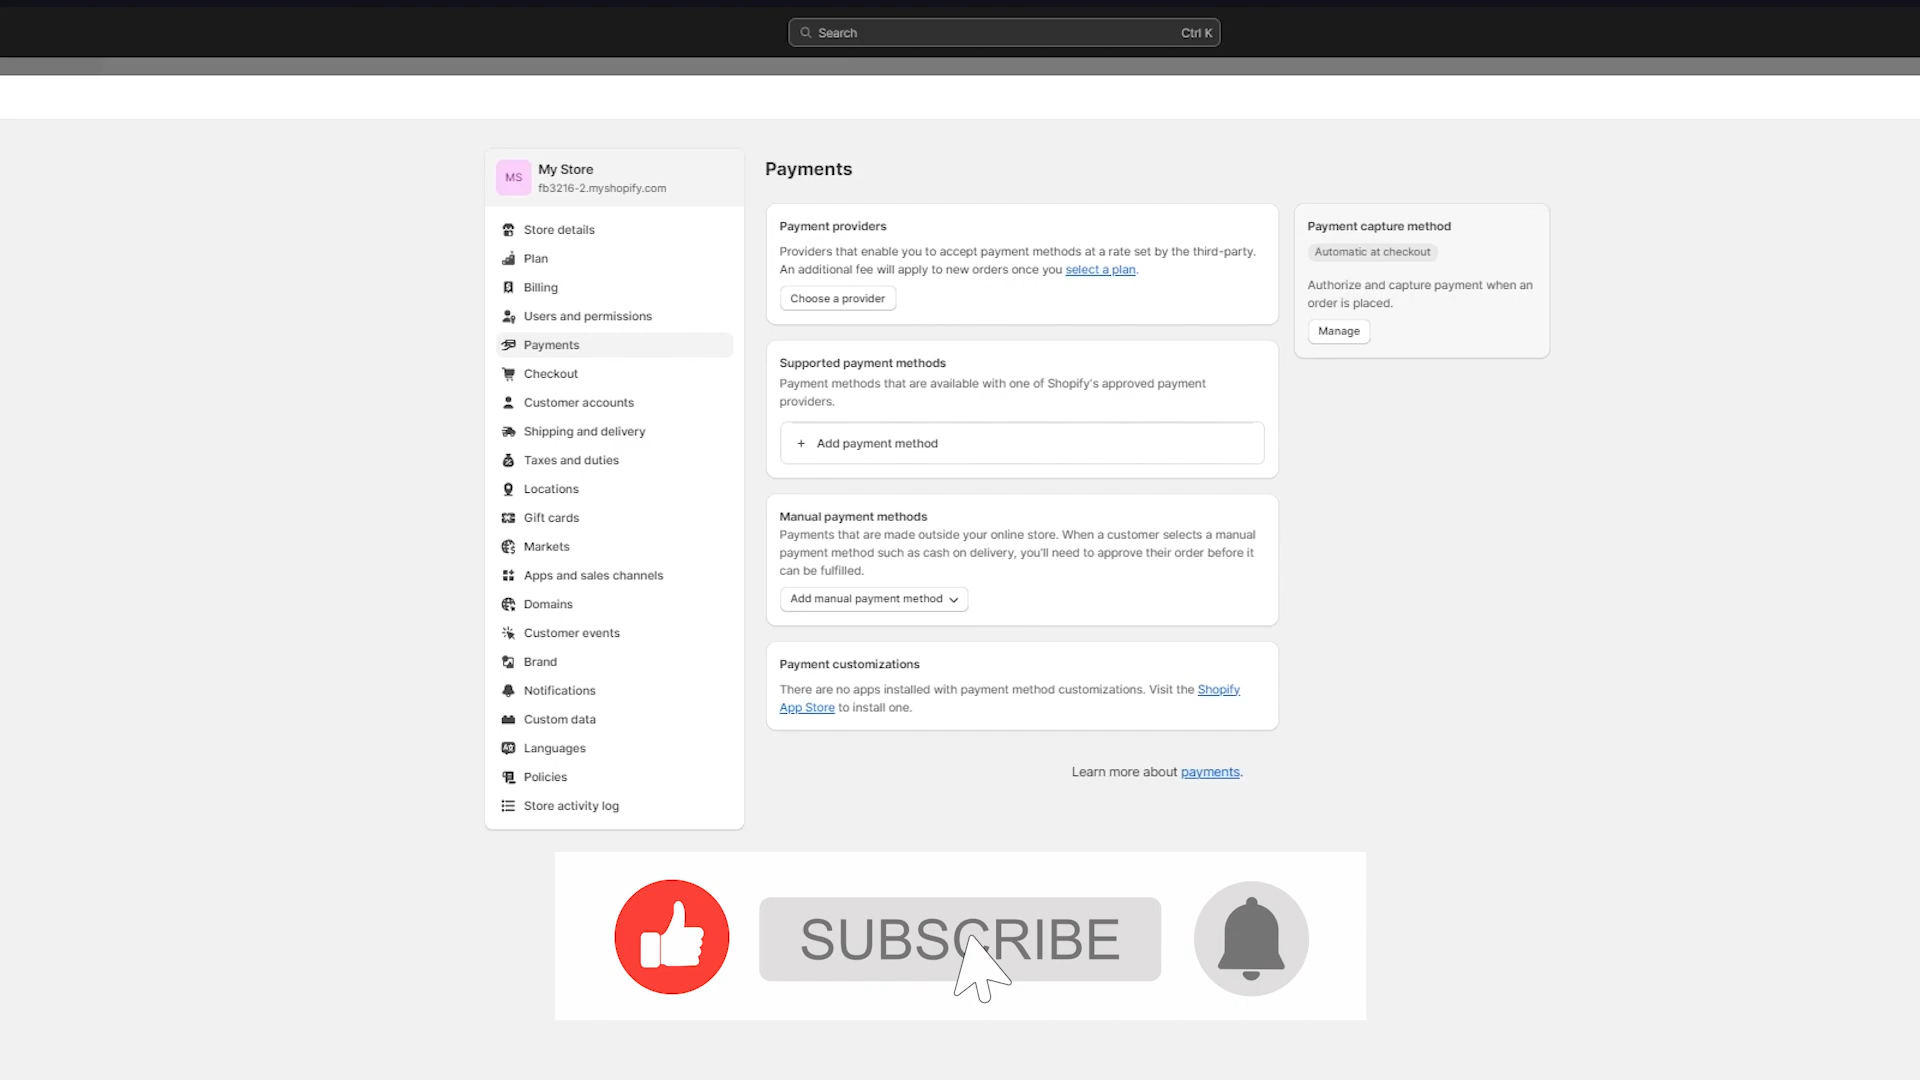 Search
Ctrl K
MS
My Store
fb3216-2.myshopify.com
Store details
Plan
Billing
Users and permissions
Payments
Checkout
Customer accounts
Shipping and delivery
Taxes and duties
Locations
Gift cards
Markets
Apps and sales channels
Domains
Customer events
Brand
Notifications
Custom data
Languages
Policies
Store activity log
Payments
Payment providers
Providers that enable you to accept payment methods at a rate set by the third-party.
An additional fee will apply to new orders once you select a plan.
Choose a provider
Supported payment methods
Payment methods that are available with one of Shopify's approved payment
providers.
+ Add payment method
Manual payment methods
Payments that are made outside your online store. When a customer selects a manual
payment method such as cash on delivery, you'll need to approve their order before it
can be fulfilled.
Add manual payment method
Payment customizations
There are no apps installed with payment method customizations. Visit the Shopify
App Store to install one.
Learn more about payments.
Payment capture method
Automatic at checkout
Authorize and capture payment when an
order is placed.
Manage
SUBSCRIBE